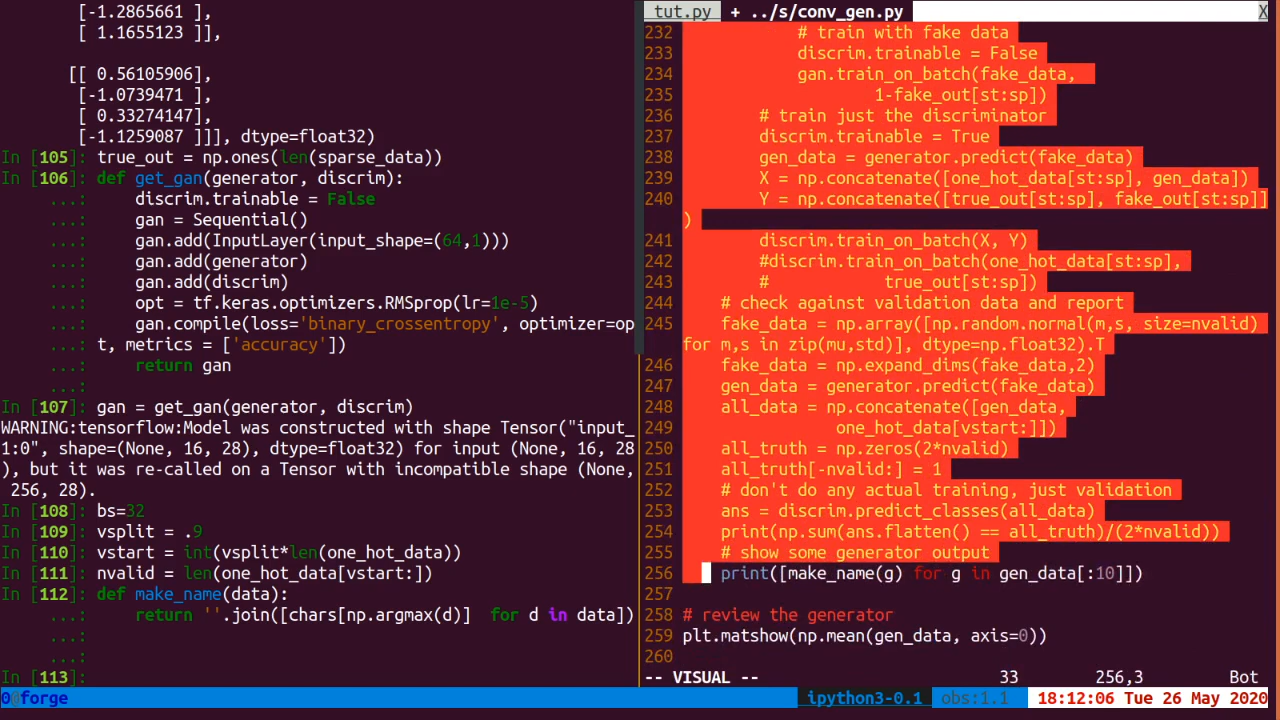 [-1.2865661 ]
        [ 1.1655123 ]],

       [[ 0.56105906],
        [-1.0739471 ],
        [ 0.33274147],
        [-1.1259087 ]]], dtype=float32)
In [105]: true_out = np.ones(len(sparse_data))
In [106]: def get_gan(generator, discrim):
     ...:     discrim.trainable = False
     ...:     gan = Sequential()
     ...:     gan.add(InputLayer(input_shape=(64,1)))
     ...:     gan.add(generator)
     ...:     gan.add(discrim)
     ...:     opt = tf.keras.optimizers.RMSprop(lr=1e-5)
     ...:     gan.compile(loss='binary_crossentropy', optimizer=op
     ...: t, metrics = ['accuracy'])
     ...:     return gan
     ...:
In [107]: gan = get_gan(generator, discrim)
WARNING:tensorflow:Model was constructed with shape Tensor("input_
1:0", shape=(None, 16, 28), dtype=float32) for input (None, 16, 28
), but it was re-called on a Tensor with incompatible shape (None,
 256, 28).
In [108]: bs=32
In [109]: vsplit = .9
In [110]: vstart = int(vsplit*len(one_hot_data))
In [111]: nvalid = len(one_hot_data[vstart:])
In [112]: def make_name(data):
     ...:     return ''.join([chars[np.argmax(d)]  for d in data])
     ...:
     ...:
In [113]:
tut.py  + ../s/conv_gen.py X
232             # train with fake data
233             discrim.trainable = False
234             gan.train_on_batch(fake_data,
235                     1-fake_out[st:sp])
236         # train just the discriminator
237         discrim.trainable = True
238         gen_data = generator.predict(fake_data)
239         X = np.concatenate([one_hot_data[st:sp], gen_data])
240         Y = np.concatenate([true_out[st:sp], fake_out[st:sp]]
)
241         discrim.train_on_batch(X, Y)
242         #discrim.train_on_batch(one_hot_data[st:sp],
243         #            true_out[st:sp])
244     # check against validation data and report
245     fake_data = np.array([np.random.normal(m,s, size=nvalid)
for m,s in zip(mu,std)], dtype=np.float32).T
246     fake_data = np.expand_dims(fake_data,2)
247     gen_data = generator.predict(fake_data)
248     all_data = np.concatenate([gen_data,
249                 one_hot_data[vstart:]])
250     all_truth = np.zeros(2*nvalid)
251     all_truth[-nvalid:] = 1
252     # don't do any actual training, just validation
253     ans = discrim.predict_classes(all_data)
254     print(np.sum(ans.flatten() == all_truth)/(2*nvalid))
255     # show some generator output
256     print([make_name(g) for g in gen_data[:10]])
257
258 # review the generator
259 plt.matshow(np.mean(gen_data, axis=0))
260
-- VISUAL -- 33 256,3 Bot
0@forge ipython3-0.1 obs:1.1 18:12:06 Tue 26 May 2020